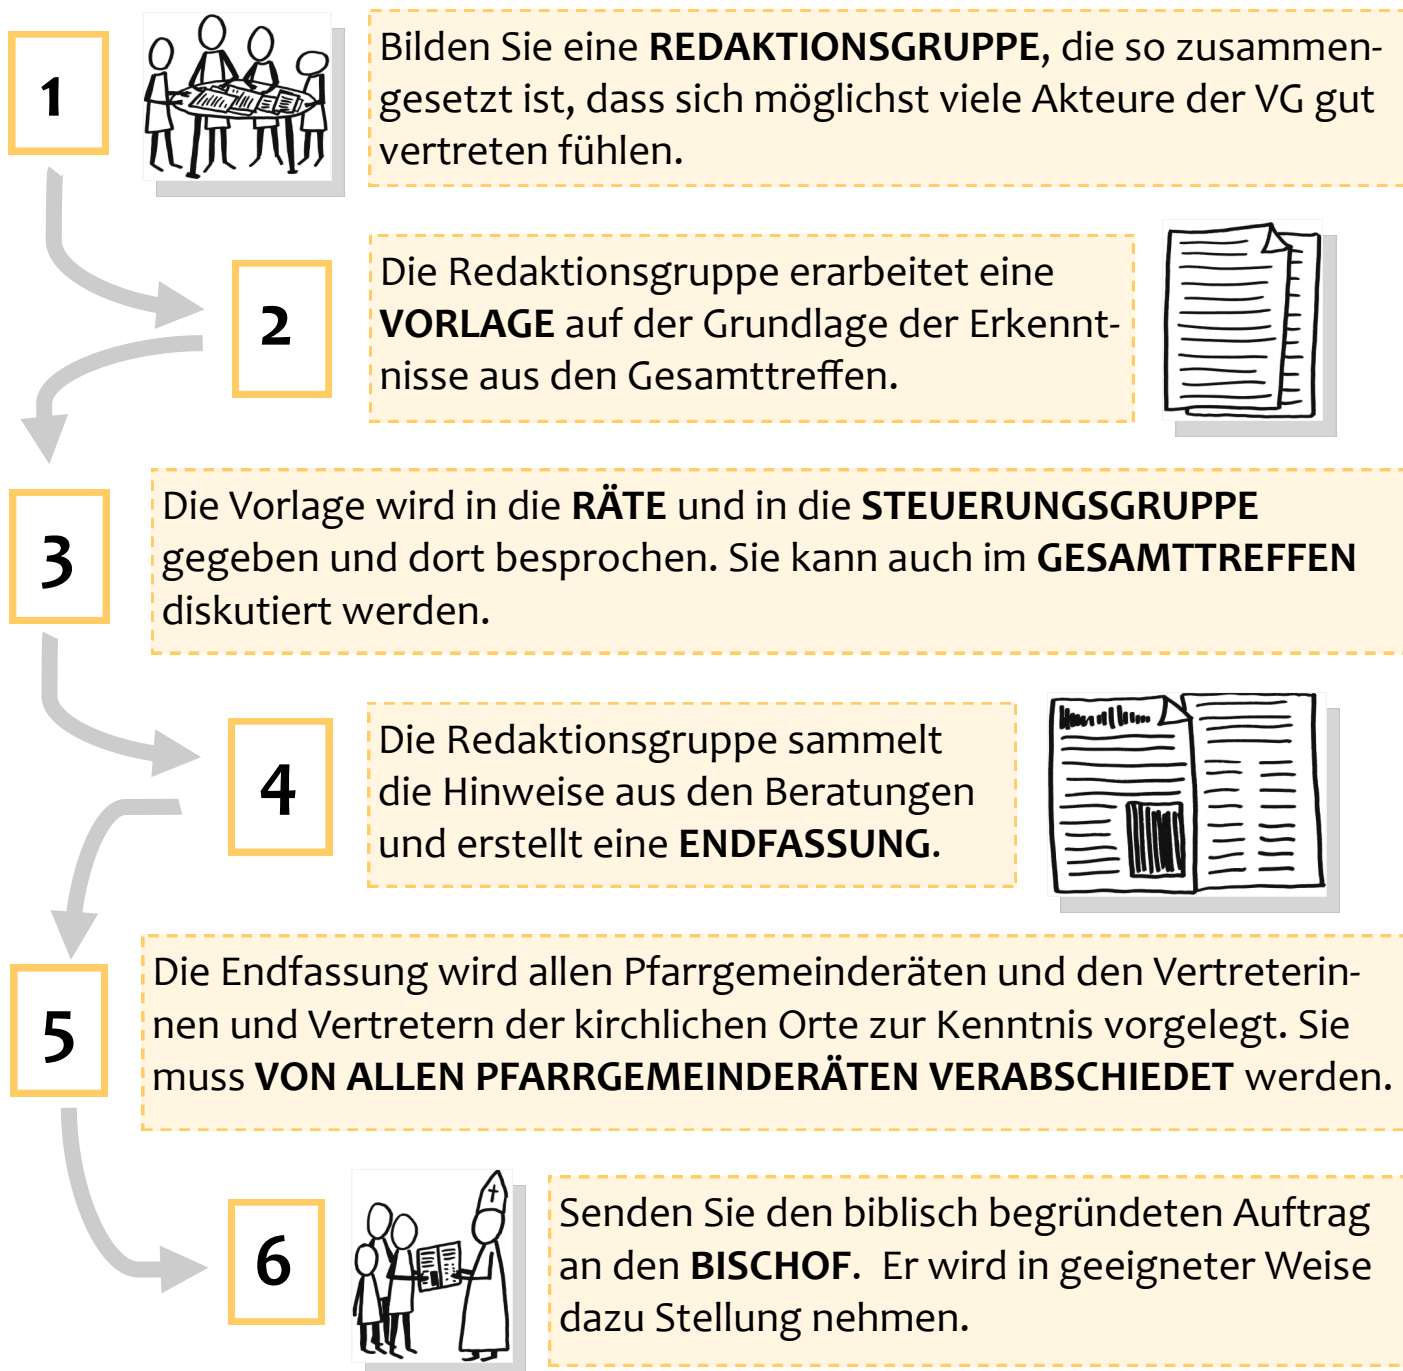 1
Bilden Sie eine REDAKTIONSGRUPPE, die so zusammen-
gesetzt ist, dass sich möglichst viele Akteure der VG gut
vertreten fühlen.
2
Die Redaktionsgruppe erarbeitet eine
VORLAGE auf der Grundlage der Erkennt-
nisse aus den Gesamttreffen.
3
Die Vorlage wird in die RÄTE und in die STEUERUNGSGRUPPE
gegeben und dort besprochen. Sie kann auch im GESAMTTREFFEN
diskutiert werden.
4
Die Redaktionsgruppe sammelt
die Hinweise aus den Beratungen
und erstellt eine ENDFASSUNG.
5
Die Endfassung wird allen Pfarrgemeinderäten und den Vertreterin-
nen und Vertretern der kirchlichen Orte zur Kenntnis vorgelegt. Sie
muss VON ALLEN PFARRGEMEINDERÄTEN VERABSCHIEDET werden.
6
Senden Sie den biblisch begründeten Auftrag
an den BISCHOF.  Er wird in geeigneter Weise
dazu Stellung nehmen.